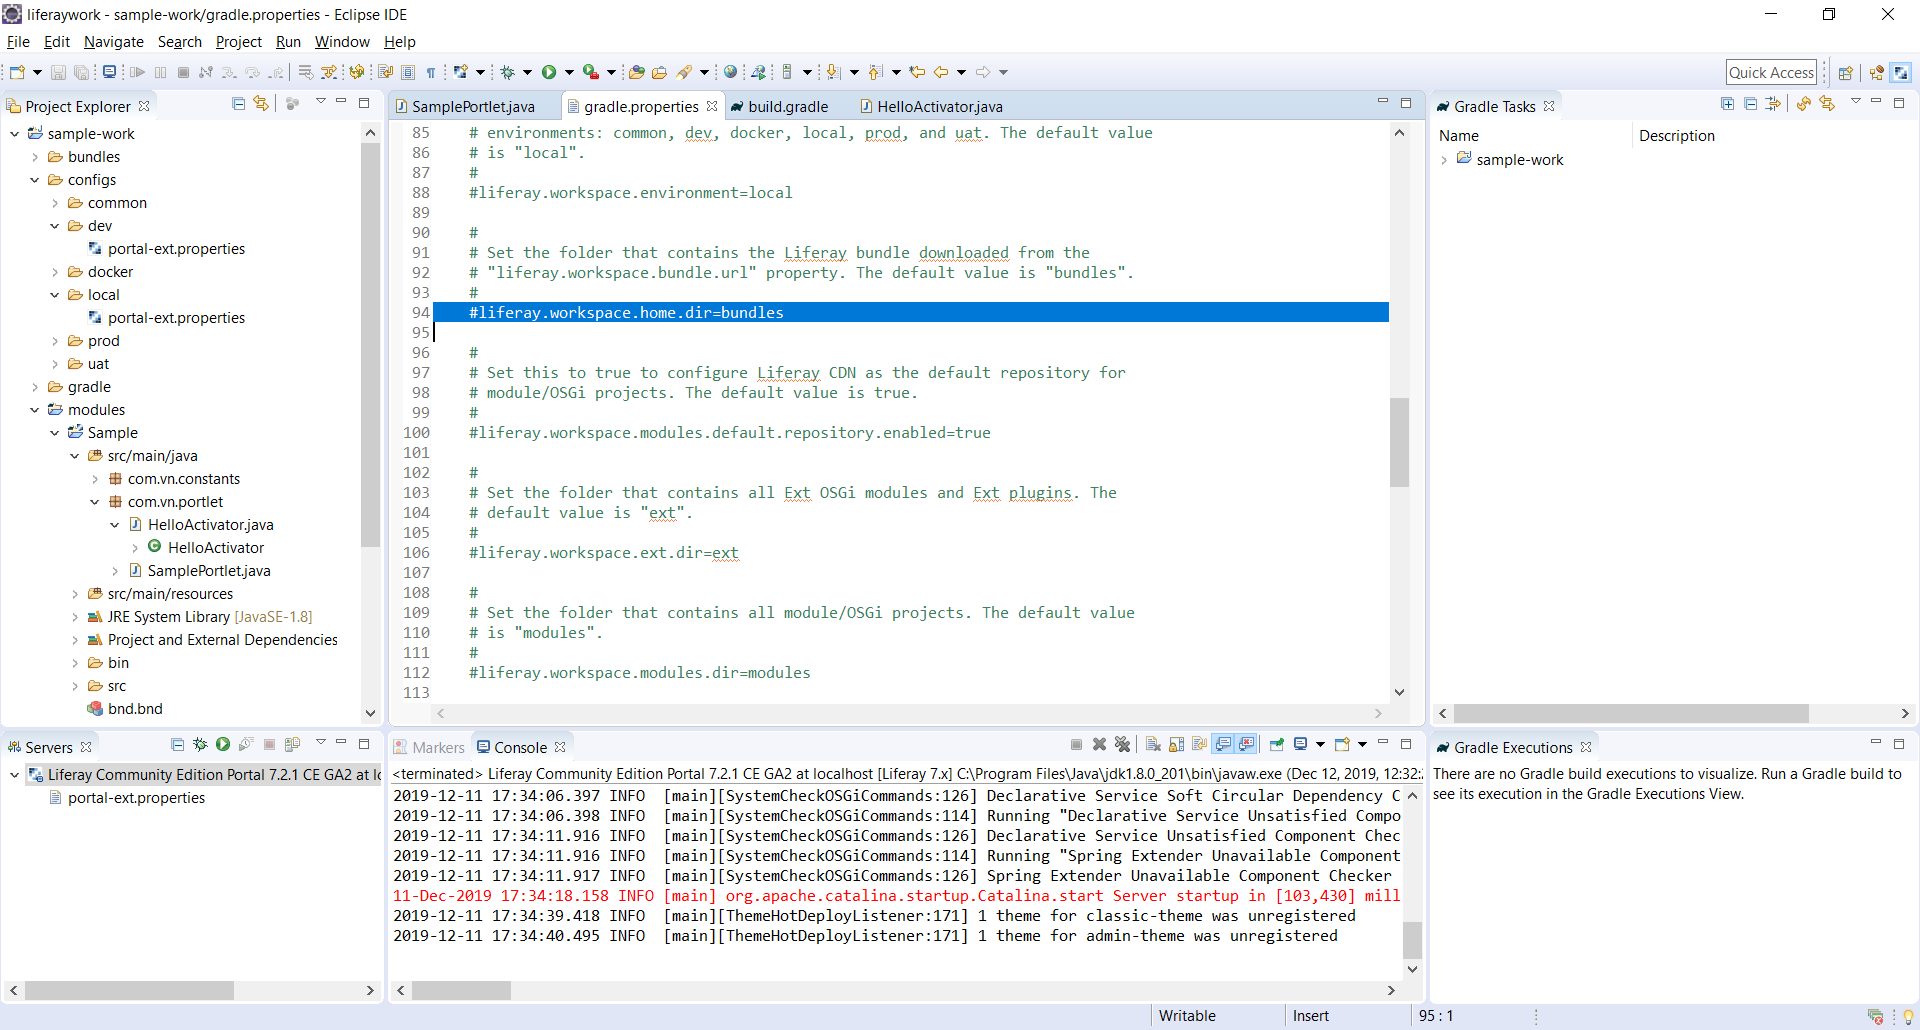 liferaywork - sample-work/gradle.properties - Eclipse IDE
File Edit Navigate Search Project Run Window Help
Quick Access
Project Explorer
sample-work
bundles
configs
common
dev
portal-ext.properties
docker
local
portal-ext.properties
prod
uat
gradle
modules
Sample
src/main/java
com.vn.constants
com.vn.portlet
HelloActivator.java
HelloActivator
SamplePortlet.java
src/main/resources
JRE System Library [JavaSE-1.8]
Project and External Dependencies
bin
src
bnd.bnd
SamplePortlet.java gradle.properties build.gradle HelloActivator.java
85 # environments: common, dev, docker, local, prod, and uat. The default value
86 # is "local".
87 #
88 #liferay.workspace.environment=local
89
90 #
91 # Set the folder that contains the Liferay bundle downloaded from the
92 # "liferay.workspace.bundle.url" property. The default value is "bundles".
93 #
94 #liferay.workspace.home.dir=bundles
95
96 #
97 # Set this to true to configure Liferay CDN as the default repository for
98 # module/OSGi projects. The default value is true.
99 #
100 #liferay.workspace.modules.default.repository.enabled=true
101
102 #
103 # Set the folder that contains all Ext OSGi modules and Ext plugins. The
104 # default value is "ext".
105 #
106 #liferay.workspace.ext.dir=ext
107
108 #
109 # Set the folder that contains all module/OSGi projects. The default value
110 # is "modules".
111 #
112 #liferay.workspace.modules.dir=modules
113
Gradle Tasks
Name Description
sample-work
Servers
Liferay Community Edition Portal 7.2.1 CE GA2 at lo
portal-ext.properties
Markers Console
<terminated> Liferay Community Edition Portal 7.2.1 CE GA2 at localhost [Liferay 7.x] C:\Program Files\Java\jdk1.8.0_201\bin\javaw.exe (Dec 12, 2019, 12:32:
2019-12-11 17:34:06.397 INFO [main][SystemCheckOSGiCommands:126] Declarative Service Soft Circular Dependency C
2019-12-11 17:34:06.398 INFO [main][SystemCheckOSGiCommands:114] Running "Declarative Service Unsatisfied Compo
2019-12-11 17:34:11.916 INFO [main][SystemCheckOSGiCommands:126] Declarative Service Unsatisfied Component Chec
2019-12-11 17:34:11.916 INFO [main][SystemCheckOSGiCommands:114] Running "Spring Extender Unavailable Component
2019-12-11 17:34:11.917 INFO [main][SystemCheckOSGiCommands:126] Spring Extender Unavailable Component Checker
11-Dec-2019 17:34:18.158 INFO [main] org.apache.catalina.startup.Catalina.start Server startup in [103,430] mill
2019-12-11 17:34:39.418 INFO [main][ThemeHotDeployListener:171] 1 theme for classic-theme was unregistered
2019-12-11 17:34:40.495 INFO [main][ThemeHotDeployListener:171] 1 theme for admin-theme was unregistered
Gradle Executions
There are no Gradle build executions to visualize. Run a Gradle build to
see its execution in the Gradle Executions View.
Writable Insert 95 : 1